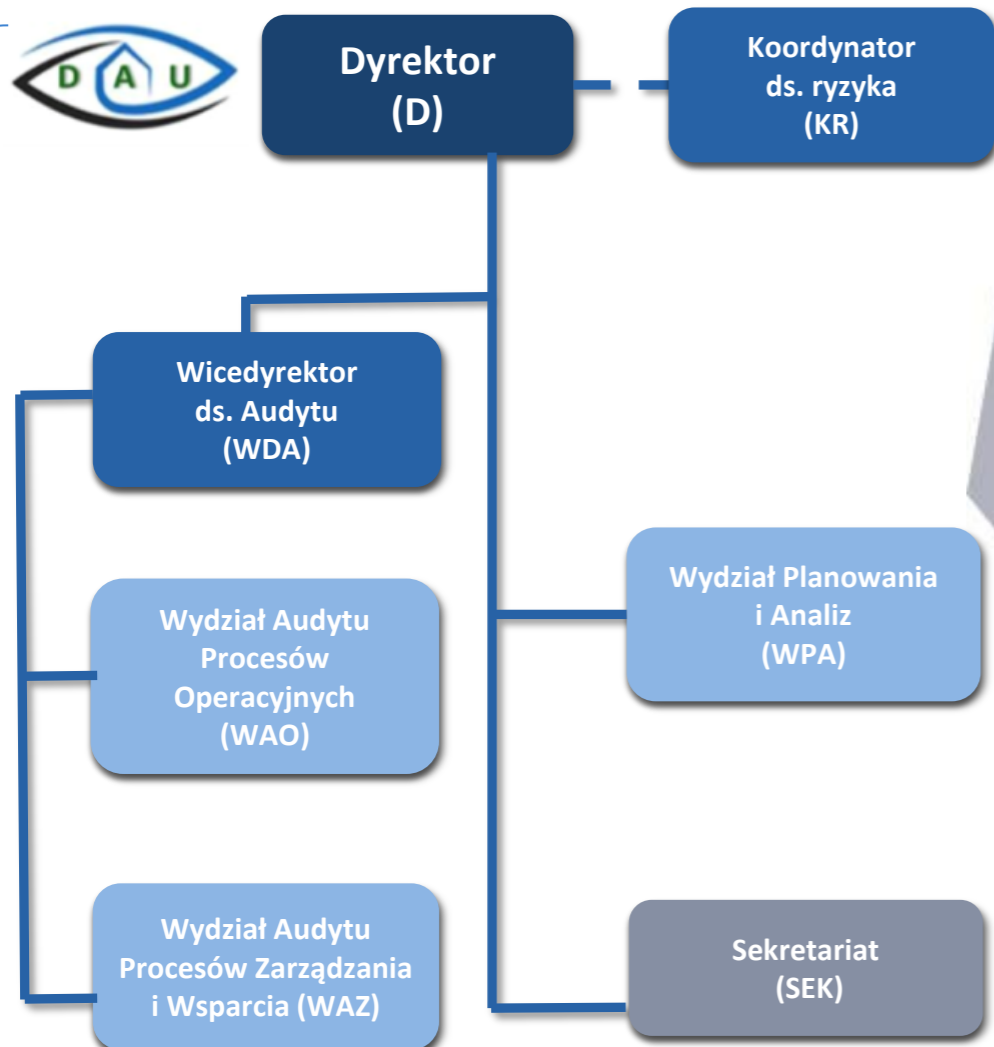 D A U
Dyrektor
(D)
Koordynator
ds. ryzyka
(KR)
Wicedyrektor
ds. Audytu
(WDA)
Wydział Audytu
Procesów
Operacyjnych
(WAO)
Wydział Planowania
i Analiz
(WPA)
Wydział Audytu
Procesów Zarządzania
i Wsparcia (WAZ)
Sekretariat
(SEK)